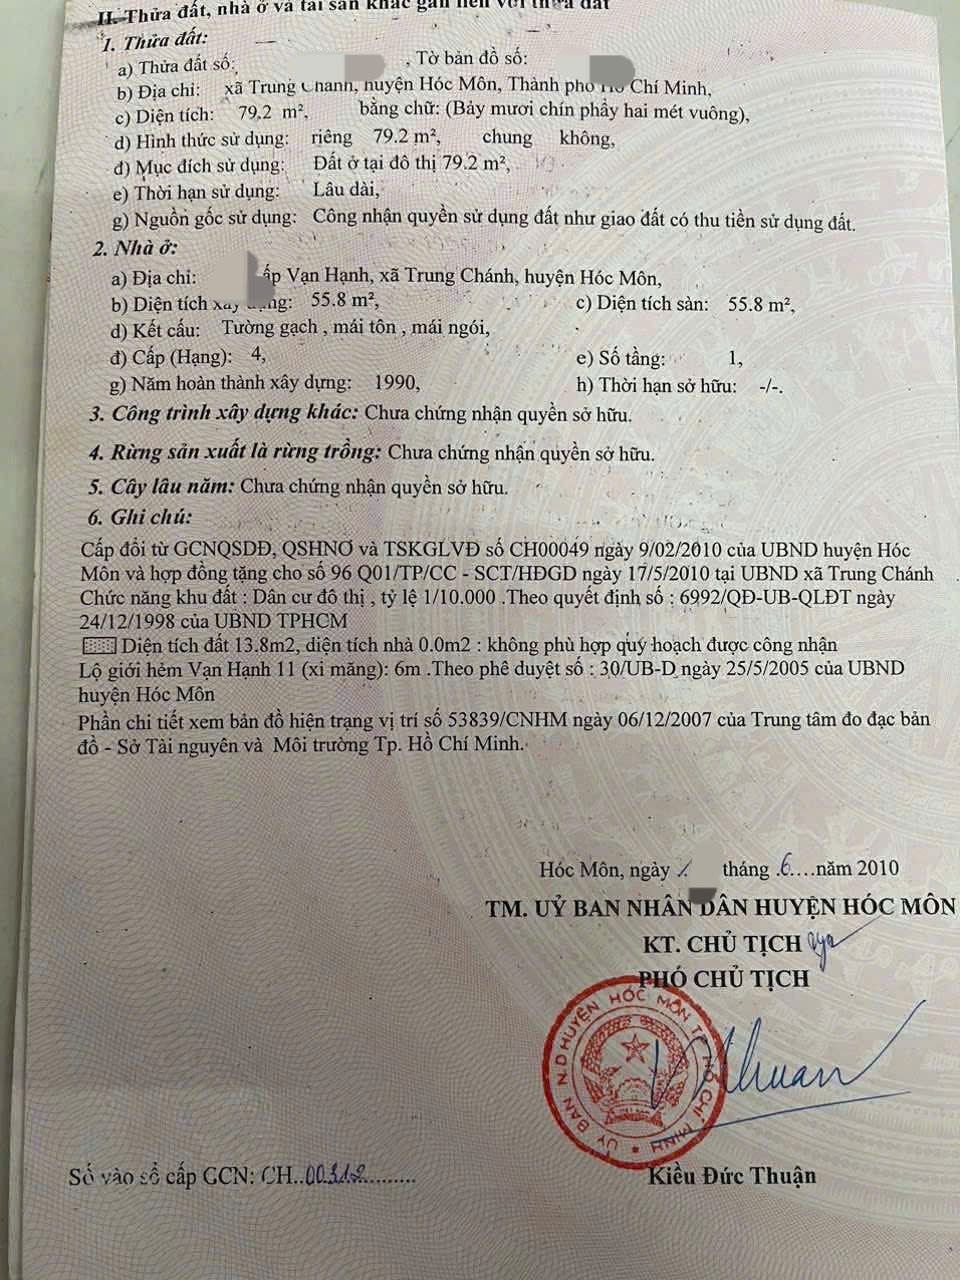 II. Thửa đất, nhà ở và tài sản khác gắn liền với thửa đất
1. Thửa đất:
a) Thửa đất số: , Tờ bản đồ số:
b) Địa chỉ: xã Trung Chánh, huyện Hóc Môn, Thành phố Hồ Chí Minh,
c) Diện tích: 79.2 m², bằng chữ: (Bảy mươi chín phẩy hai mét vuông),
d) Hình thức sử dụng: riêng 79.2 m², chung không,
đ) Mục đích sử dụng: Đất ở tại đô thị 79.2 m²,
e) Thời hạn sử dụng: Lâu dài,
g) Nguồn gốc sử dụng: Công nhận quyền sử dụng đất như giao đất có thu tiền sử dụng đất.
2. Nhà ở:
a) Địa chỉ: ấp Vạn Hạnh, xã Trung Chánh, huyện Hóc Môn,
b) Diện tích xây dựng: 55.8 m², c) Diện tích sàn: 55.8 m²,
d) Kết cấu: Tường gạch , mái tôn , mái ngói,
đ) Cấp (Hạng): 4, e) Số tầng: 1,
g) Năm hoàn thành xây dựng: 1990, h) Thời hạn sở hữu: -/-.
3. Công trình xây dựng khác: Chưa chứng nhận quyền sở hữu.
4. Rừng sản xuất là rừng trồng: Chưa chứng nhận quyền sở hữu.
5. Cây lâu năm: Chưa chứng nhận quyền sở hữu.
6. Ghi chú:
Cấp đổi từ GCNQSDĐ, QSHNƠ và TSKGLVĐ số CH00049 ngày 9/02/2010 của UBND huyện Hóc
Môn và hợp đồng tặng cho số 96 Q01/TP/CC - SCT/HĐGD ngày 17/5/2010 tại UBND xã Trung Chánh
Chức năng khu đất : Dân cư đô thị , tỷ lệ 1/10.000 .Theo quyết định số : 6992/QĐ-UB-QLĐT ngày
24/12/1998 của UBND TPHCM
Diện tích đất 13.8m2, diện tích nhà 0.0m2 : không phù hợp quý hoạch được công nhận
Lộ giới hẻm Vạn Hạnh 11 (xi măng): 6m .Theo phê duyệt số : 30/UB-D ngày 25/5/2005 của UBND
huyện Hóc Môn
Phần chi tiết xem bản đồ hiện trạng vị trí số 53839/CNHM ngày 06/12/2007 của Trung tâm đo đạc bản
đồ - Sở Tài nguyên và Môi trường Tp. Hồ Chí Minh.
Hóc Môn, ngày tháng .6....năm 2010
TM. UỶ BAN NHÂN DÂN HUYỆN HÓC MÔN
KT. CHỦ TỊCH
PHÓ CHỦ TỊCH
ỦY BAN N.D HUYỆN HÓC MÔN TP HỒ CHÍ MINH
Kiều Đức Thuận
Số vào sổ cấp GCN: CH..00312..........